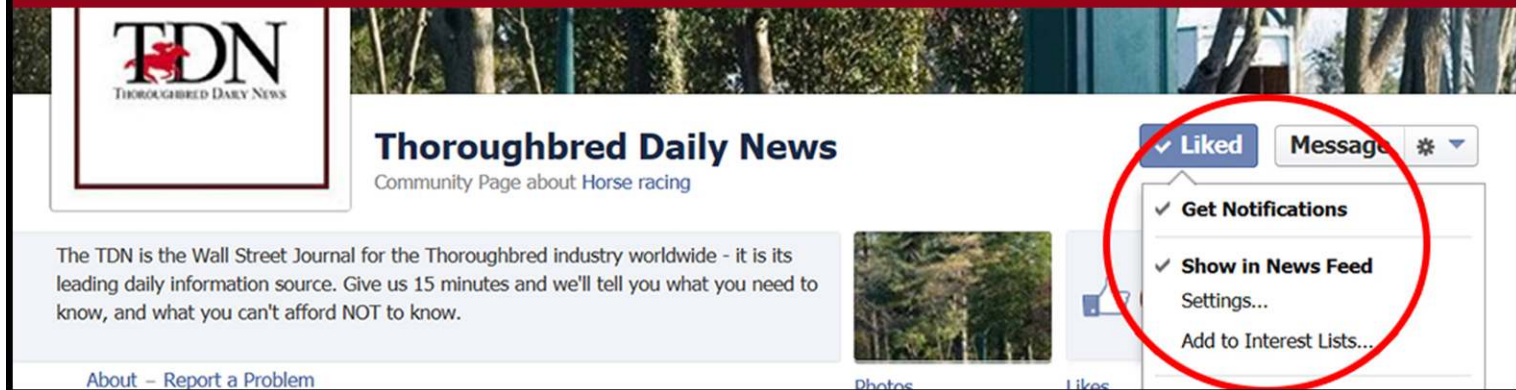 TDN
THOROUGHBRED DAILY NEWS
Thoroughbred Daily News
Community Page about Horse racing
Liked
Message
Get Notifications
Show in News Feed
Settings...
Add to Interest Lists...
The TDN is the Wall Street Journal for the Thoroughbred industry worldwide - it is its
leading daily information source. Give us 15 minutes and we'll tell you what you need to
know, and what you can't afford NOT to know.
About – Report a Problem
Photos
Likes